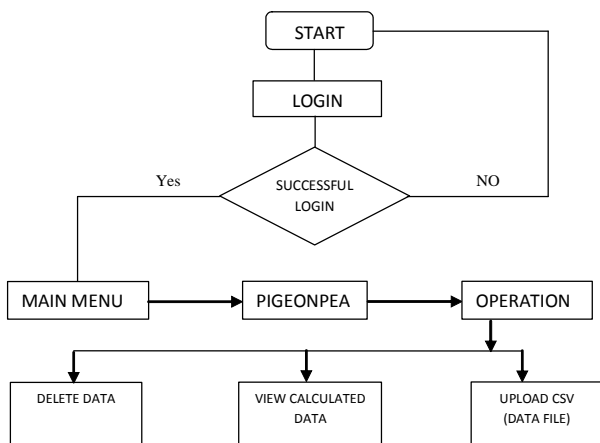 START
LOGIN
Yes
SUCCESSFUL
LOGIN
NO
MAIN MENU
PIGEONPEA
OPERATION
DELETE DATA
VIEW CALCULATED
DATA
UPLOAD CSV
(DATA FILE)